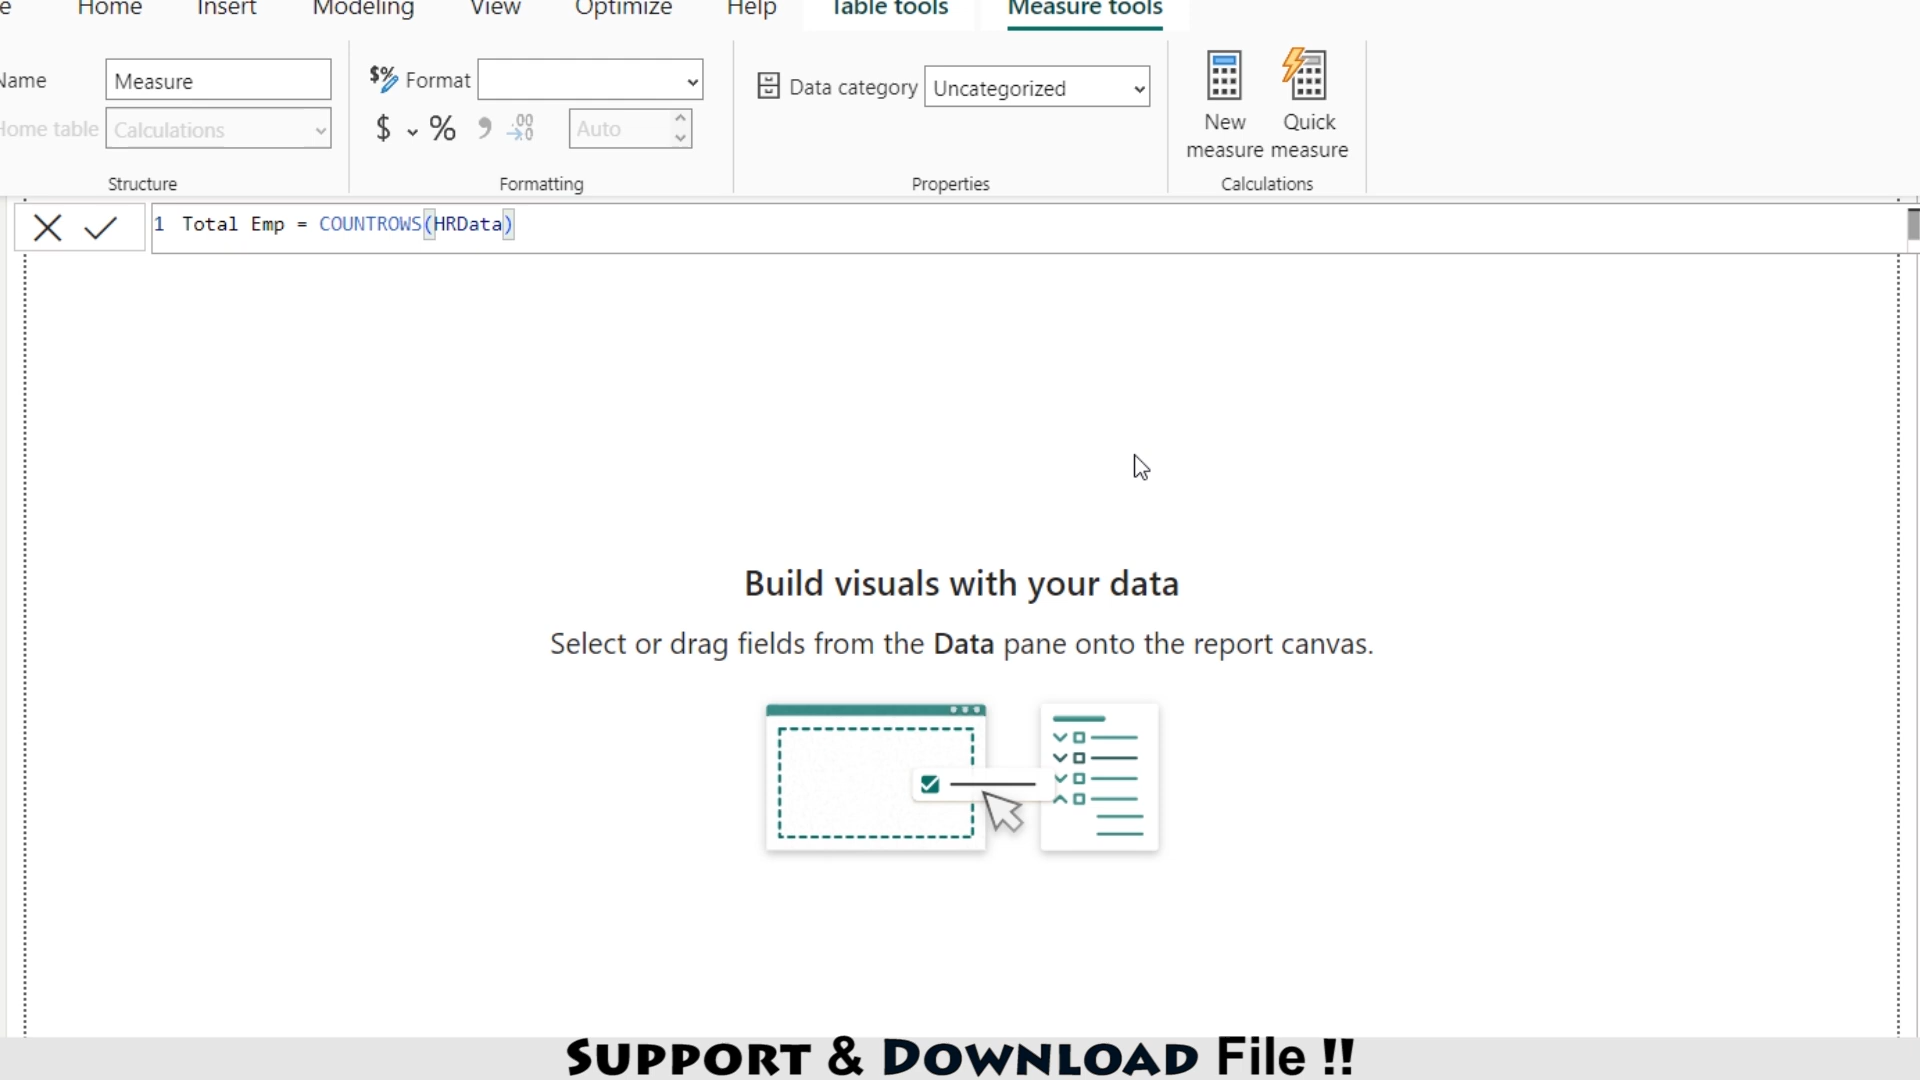 Home Insert Modeling View Optimize Help Table tools Measure tools
Name Measure
Format
Data category Uncategorized
Home table Calculations
$ % Auto
New measure
Quick measure
Structure Formatting Properties Calculations
1 Total Emp = COUNTROWS(HRData)
Build visuals with your data
Select or drag fields from the Data pane onto the report canvas.
Support & Download File !!